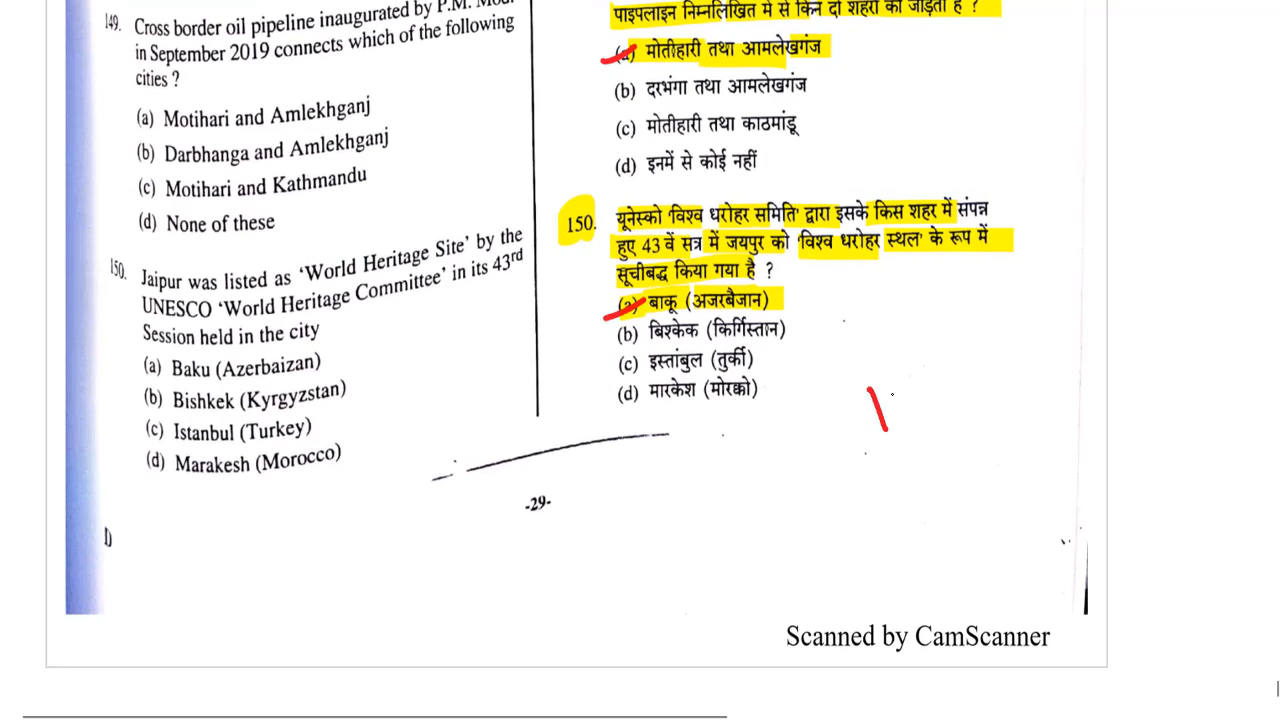 149. Cross border oil pipeline inaugurated by P.M. Modi
in September 2019 connects which of the following
cities ?
(a) Motihari and Amlekhganj
(b) Darbhanga and Amlekhganj
(c) Motihari and Kathmandu
(d) None of these
150. Jaipur was listed as ‘World Heritage Site’ by the
UNESCO ‘World Heritage Committee’ in its 43rd
Session held in the city
(a) Baku (Azerbaizan)
(b) Bishkek (Kyrgyzstan)
(c) Istanbul (Turkey)
(d) Marakesh (Morocco)
पाइपलाइन निम्नलिखित में से किन दो शहरों को जोड़ता है ?
(a) मोतीहारी तथा आमलेखगंज
(b) दरभंगा तथा आमलेखगंज
(c) मोतीहारी तथा काठमांडू
(d) इनमें से कोई नहीं
150. यूनेस्को ‘विश्व धरोहर समिति’ द्वारा इसके किस शहर में संपन्न
हुए 43 वें सत्र में जयपुर को ‘विश्व धरोहर स्थल’ के रूप में
सूचीबद्ध किया गया है ?
(a) बाकू (अजरबैजान)
(b) बिश्केक (किर्गिस्तान)
(c) इस्तांबुल (तुर्की)
(d) मारकेश (मोरक्को)
-29-
D
Scanned by CamScanner